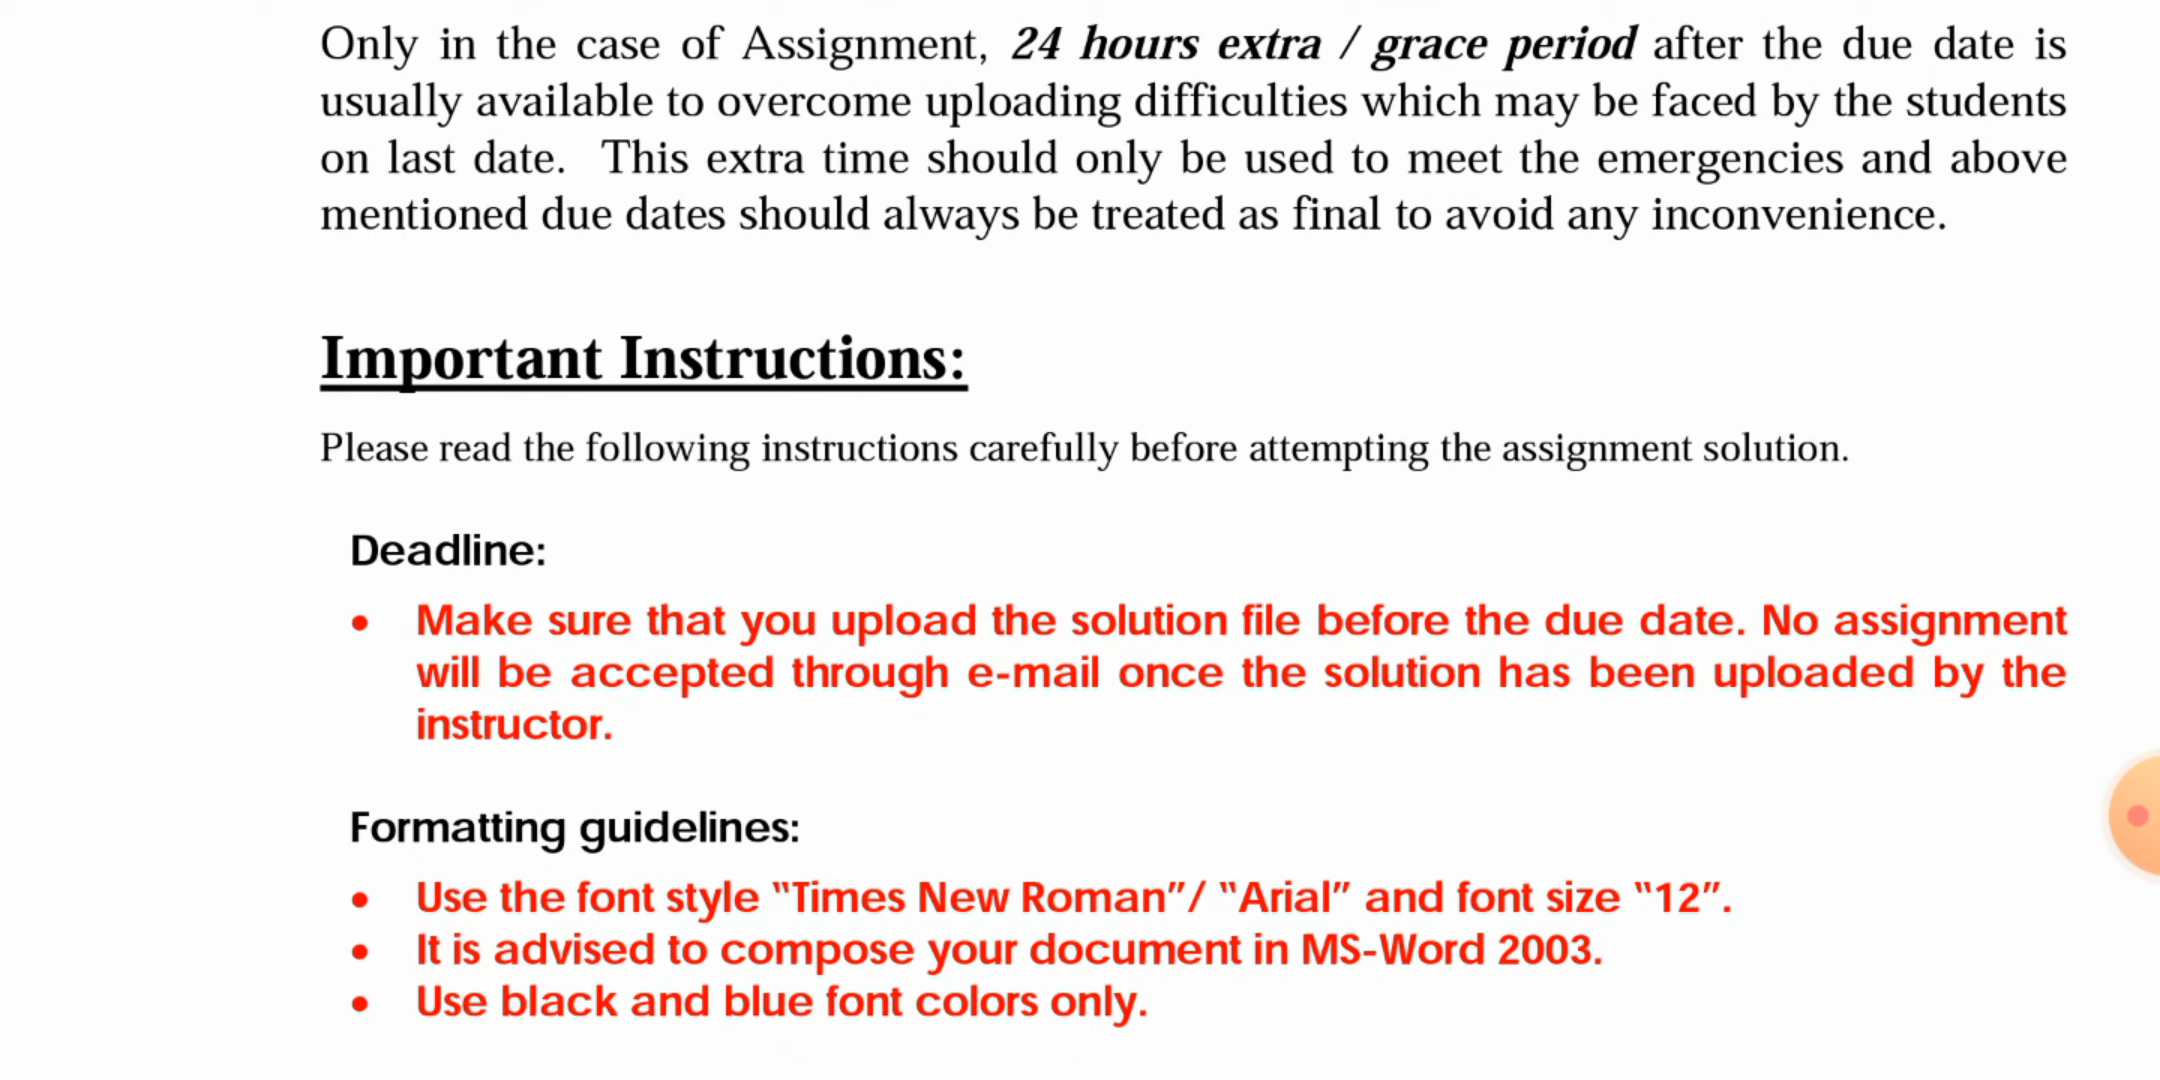 Only in the case of Assignment, 24 hours extra / grace period after the due date is
usually available to overcome uploading difficulties which may be faced by the students
on last date. This extra time should only be used to meet the emergencies and above
mentioned due dates should always be treated as final to avoid any inconvenience.
Important Instructions:
Please read the following instructions carefully before attempting the assignment solution.
Deadline:
• Make sure that you upload the solution file before the due date. No assignment
will be accepted through e-mail once the solution has been uploaded by the
instructor.
Formatting guidelines:
• Use the font style “Times New Roman”/ “Arial” and font size “12”.
• It is advised to compose your document in MS-Word 2003.
• Use black and blue font colors only.